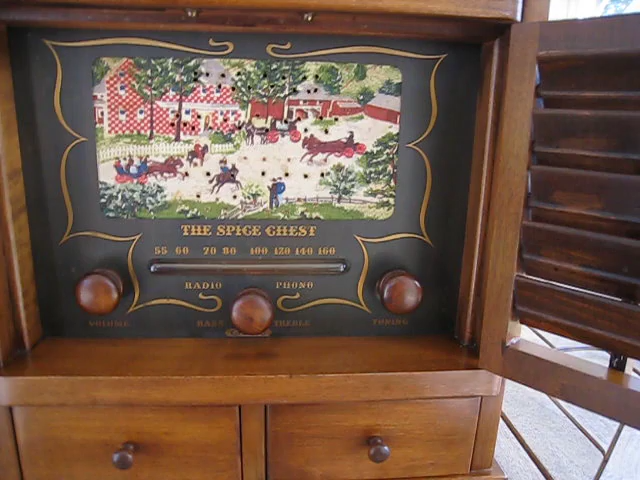 THE SPICE CHEST
55 60 70 80 100 120 140 160
RADIO PHONO
VOLUME BASS TREBLE TUNING